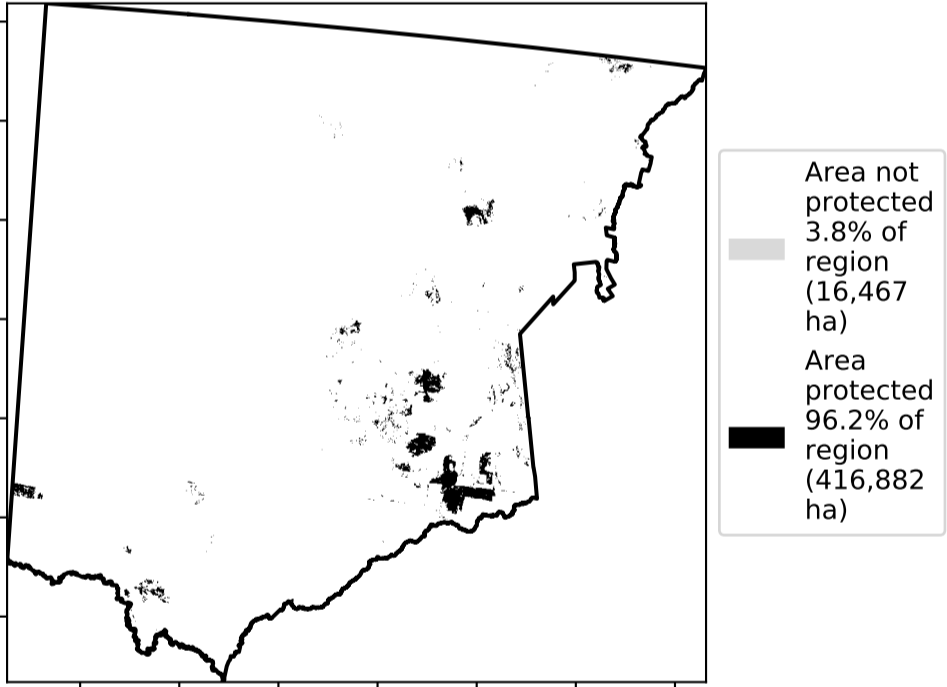 Area not
protected
3.8% of
region
(16,467
ha)
Area
protected
96.2% of
region
(416,882
ha)